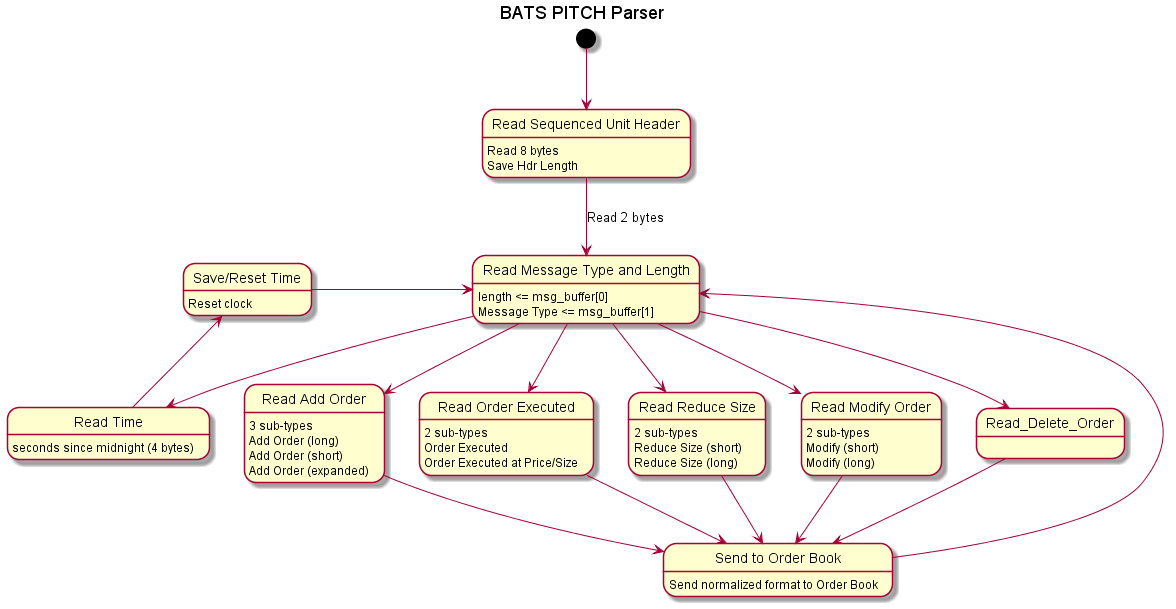 BATS PITCH Parser
Read Sequenced Unit Header
Read 8 bytes
Save Hdr Length
Read 2 bytes
Save/Reset Time
Reset clock
Read Message Type and Length
length <= msg_buffer[0]
Message Type <= msg_buffer[1]
Read Time
seconds since midnight (4 bytes)
Read Add Order
3 sub-types
Add Order (long)
Add Order (short)
Add Order (expanded)
Read Order Executed
2 sub-types
Order Executed
Order Executed at Price/Size
Read Reduce Size
2 sub-types
Reduce Size (short)
Reduce Size (long)
Read Modify Order
2 sub-types
Modify (short)
Modify (long)
Read_Delete_Order
Send to Order Book
Send normalized format to Order Book